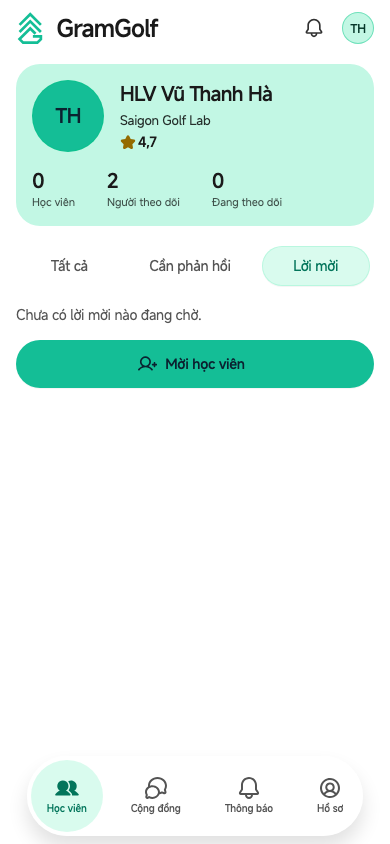 GramGolf
TH
TH
HLV Vũ Thanh Hà
Saigon Golf Lab
4,7
0
2
0
Học viên
Người theo dõi
Đang theo dõi
Tất cả
Cần phản hồi
Lời mời
Chưa có lời mời nào đang chờ.
Mời học viên
Học viên
Cộng đồng
Thông báo
Hồ sơ